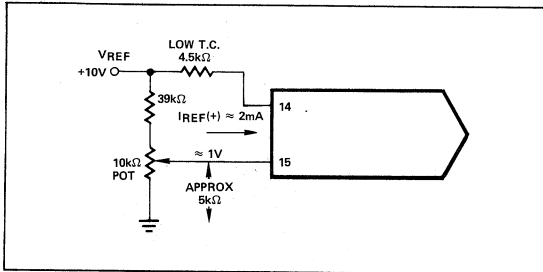 LOW T.C.
4.5kΩ
VREF
+10V
39kΩ
14
IREF(+) ≈ 2mA
10kΩ
POT
≈ 1V
15
APPROX
5kΩ